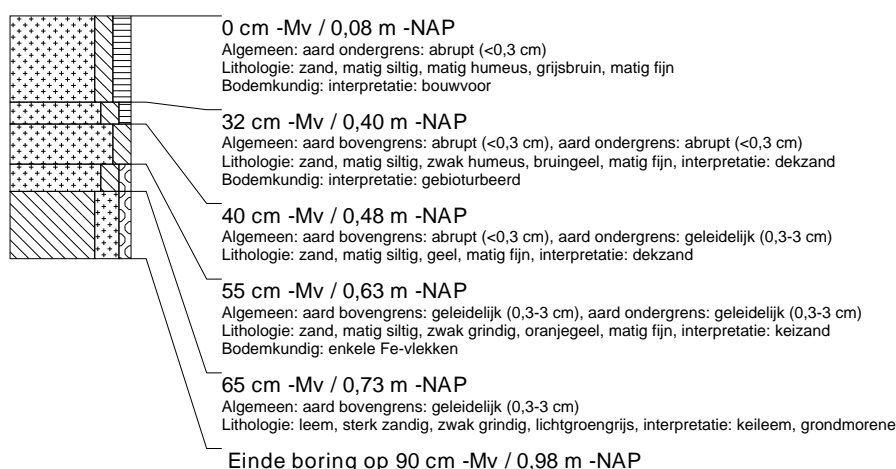 0 cm -Mv / 0,08 m -NAP
Algemeen: aard ondergrens: abrupt (<0,3 cm)
Lithologie: zand, matig siltig, matig humeus, grijsbruin, matig fijn
Bodemkundig: interpretatie: bouwvoor
32 cm -Mv / 0,40 m -NAP
Algemeen: aard bovengrens: abrupt (<0,3 cm), aard ondergrens: abrupt (<0,3 cm)
Lithologie: zand, matig siltig, zwak humeus, bruingeel, matig fijn, interpretatie: dekzand
Bodemkundig: interpretatie: gebioturbeerd
40 cm -Mv / 0,48 m -NAP
Algemeen: aard bovengrens: abrupt (<0,3 cm), aard ondergrens: geleidelijk (0,3-3 cm)
Lithologie: zand, matig siltig, geel, matig fijn, interpretatie: dekzand
55 cm -Mv / 0,63 m -NAP
Algemeen: aard bovengrens: geleidelijk (0,3-3 cm), aard ondergrens: geleidelijk (0,3-3 cm)
Lithologie: zand, matig siltig, zwak grindig, oranjegeel, matig fijn, interpretatie: keizand
Bodemkundig: enkele Fe-vlekken
65 cm -Mv / 0,73 m -NAP
Algemeen: aard bovengrens: geleidelijk (0,3-3 cm)
Lithologie: leem, sterk zandig, zwak grindig, lichtgroengrijs, interpretatie: keileem, grondmorene
Einde boring op 90 cm -Mv / 0,98 m -NAP